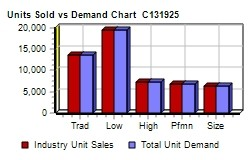 Units Sold vs Demand Chart C131925
20,000
15,000
10,000
5,000
0
Trad Low High Pfmn Size
Industry Unit Sales Total Unit Demand